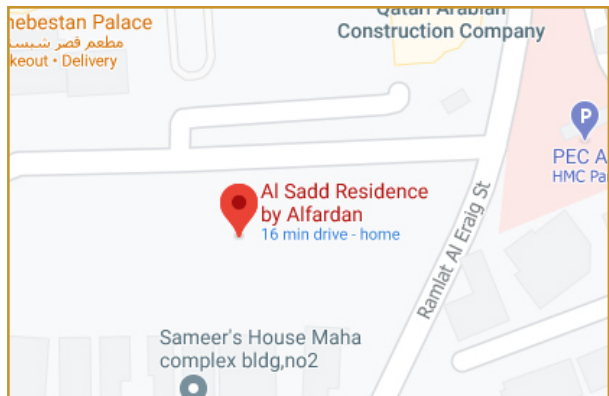 hebestan Palace
مطعم قصر شبست
keout • Delivery
Qatari Arabian
Construction Company
P
PEC A
HMC Pa
Al Sadd Residence
by Alfardan
16 min drive - home
Ramlat Al Eraig St
Sameer's House Maha
complex bldg,no2